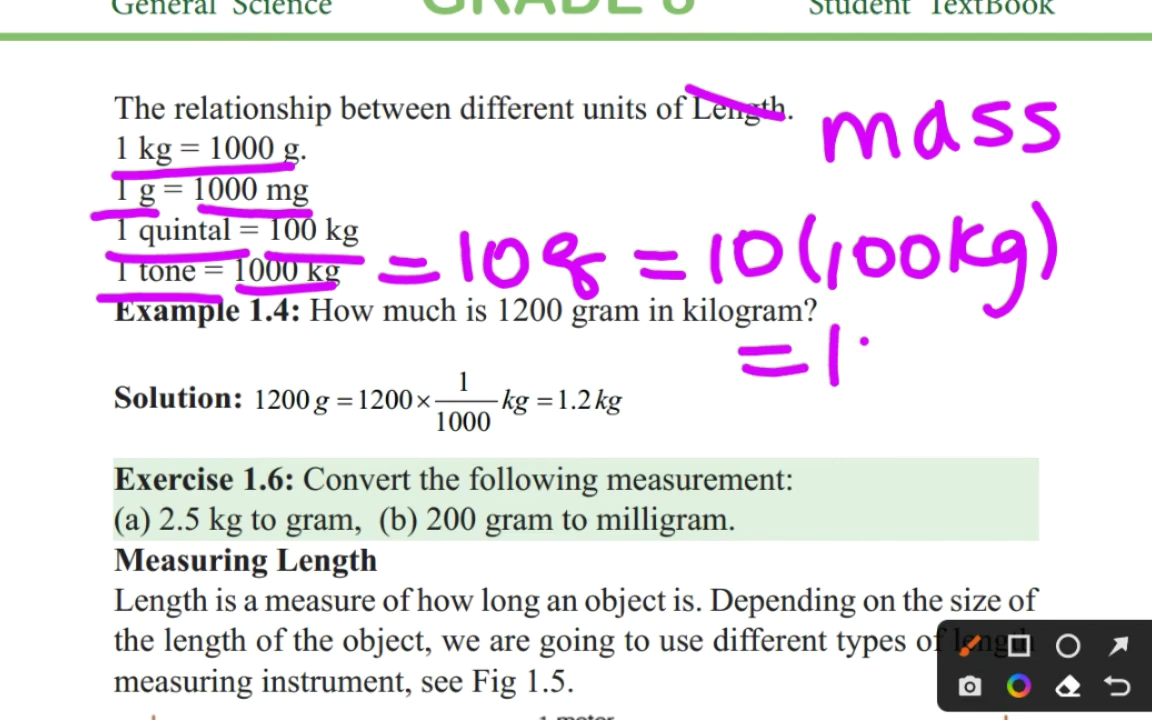 General Science GRADE Student TextBook
The relationship between different units of Length. mass
1 kg = 1000 g.
1 g = 1000 mg
1 quintal = 100 kg
1 tone = 1000 kg = 10q = 10(100kg)
Example 1.4: How much is 1200 gram in kilogram?
= 1
Solution: 1200 g = 1200 × 1/1000 kg = 1.2 kg
Exercise 1.6: Convert the following measurement:
(a) 2.5 kg to gram, (b) 200 gram to milligram.
Measuring Length
Length is a measure of how long an object is. Depending on the size of
the length of the object, we are going to use different types of length
measuring instrument, see Fig 1.5.